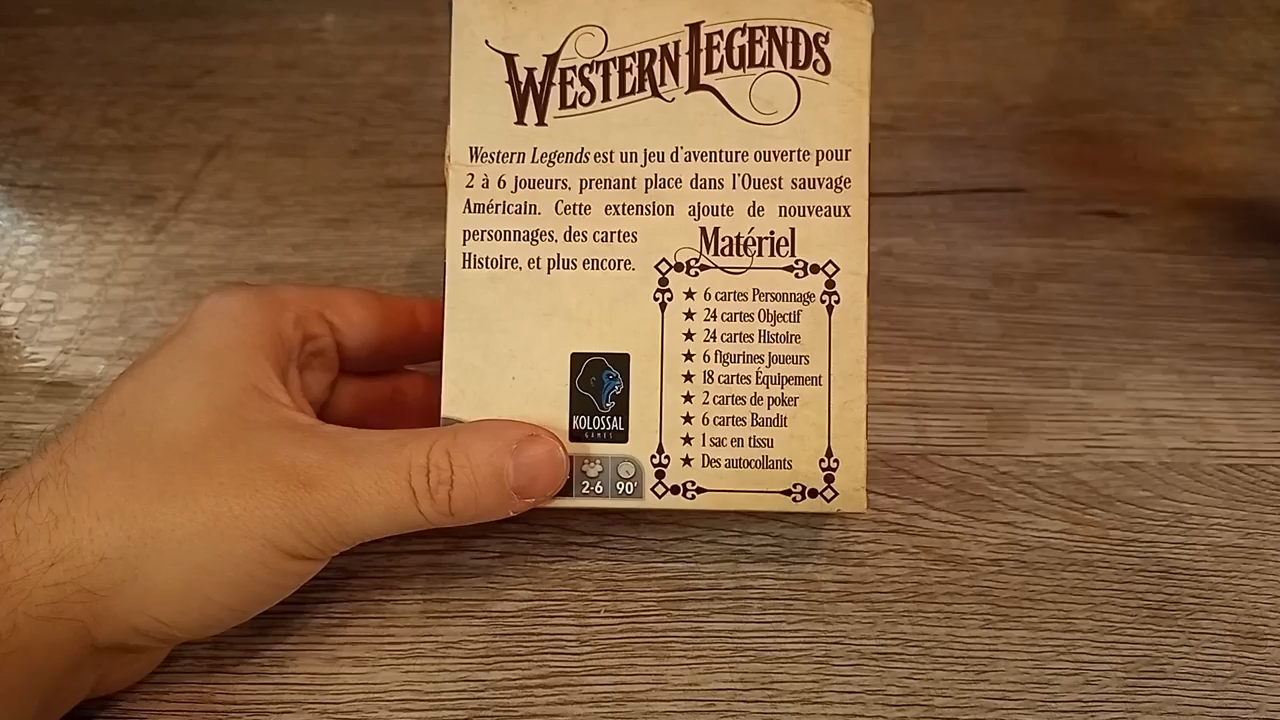 WESTERN LEGENDS
Western Legends est un jeu d'aventure ouverte pour
2 à 6 joueurs, prenant place dans l'Ouest sauvage
Américain. Cette extension ajoute de nouveaux
personnages, des cartes
Histoire, et plus encore.
Matériel
★ 6 cartes Personnage
★ 24 cartes Objectif
★ 24 cartes Histoire
★ 6 figurines joueurs
★ 18 cartes Équipement
★ 2 cartes de poker
★ 6 cartes Bandit
★ 1 sac en tissu
★ Des autocollants
KOLOSSAL
GAMES
2-6 90'